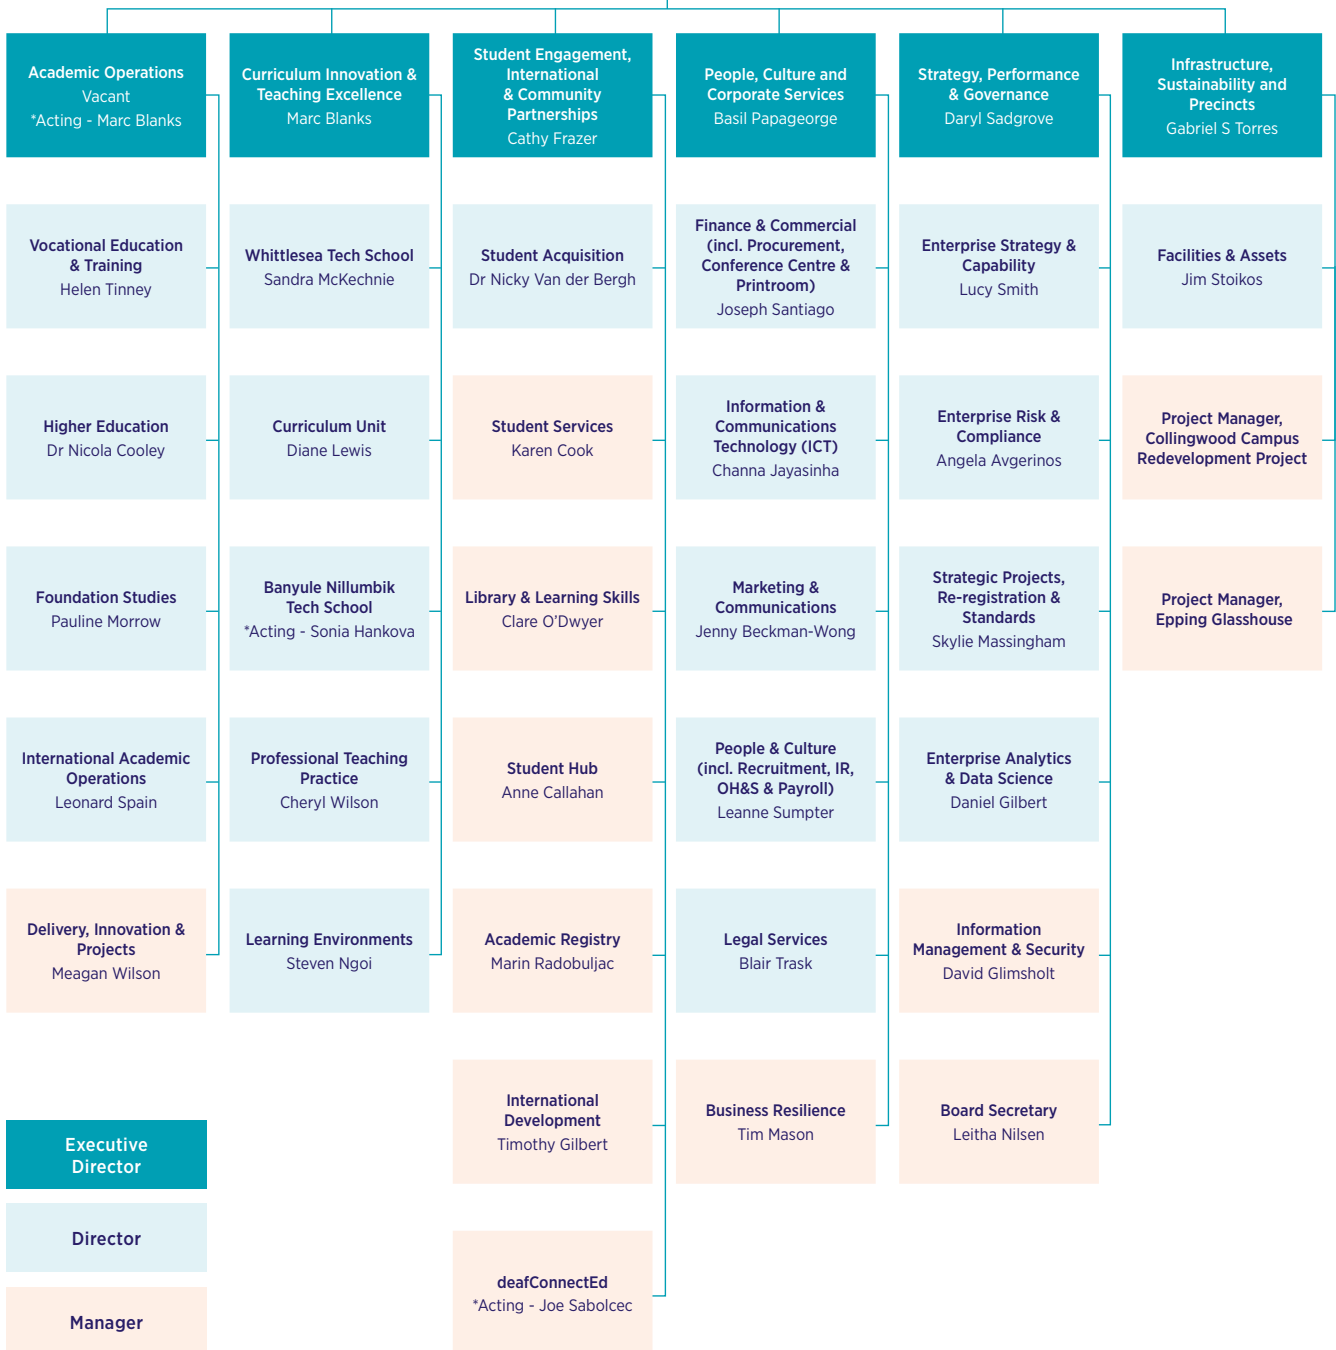 Academic Operations
Vacant
*Acting - Marc Blanks
Vocational Education
& Training
Helen Tinney
Higher Education
Dr Nicola Cooley
Foundation Studies
Pauline Morrow
International Academic
Operations
Leonard Spain
Delivery, Innovation &
Projects
Meagan Wilson
Curriculum Innovation &
Teaching Excellence
Marc Blanks
Whittlesea Tech School
Sandra McKechnie
Curriculum Unit
Diane Lewis
Banyule Nillumbik
Tech School
*Acting - Sonia Hankova
Professional Teaching
Practice
Cheryl Wilson
Learning Environments
Steven Ngoi
Student Engagement,
International
& Community
Partnerships
Cathy Frazer
Student Acquisition
Dr Nicky Van der Bergh
Student Services
Karen Cook
Library & Learning Skills
Clare O'Dwyer
Student Hub
Anne Callahan
Academic Registry
Marin Radobuljac
International
Development
Timothy Gilbert
deafConnectEd
*Acting - Joe Sabolcec
People, Culture and
Corporate Services
Basil Papageorge
Finance & Commercial
(incl. Procurement,
Conference Centre &
Printroom)
Joseph Santiago
Information &
Communications
Technology (ICT)
Channa Jayasinha
Marketing &
Communications
Jenny Beckman-Wong
People & Culture
(incl. Recruitment, IR,
OH&S & Payroll)
Leanne Sumpter
Legal Services
Blair Trask
Business Resilience
Tim Mason
Strategy, Performance
& Governance
Daryl Sadgrove
Enterprise Strategy &
Capability
Lucy Smith
Enterprise Risk &
Compliance
Angela Avgerinos
Strategic Projects,
Re-registration &
Standards
Skylie Massingham
Enterprise Analytics
& Data Science
Daniel Gilbert
Information
Management & Security
David Glimsholt
Board Secretary
Leitha Nilsen
Infrastructure,
Sustainability and
Precincts
Gabriel S Torres
Facilities & Assets
Jim Stoikos
Project Manager,
Collingwood Campus
Redevelopment Project
Project Manager,
Epping Glasshouse
Executive
Director
Director
Manager